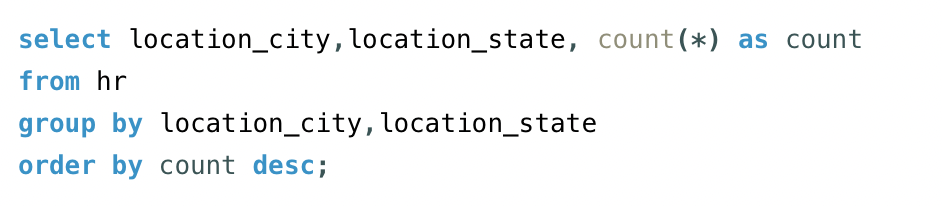 select location_city,location_state, count(*) as count
from hr
group by location_city,location_state
order by count desc;